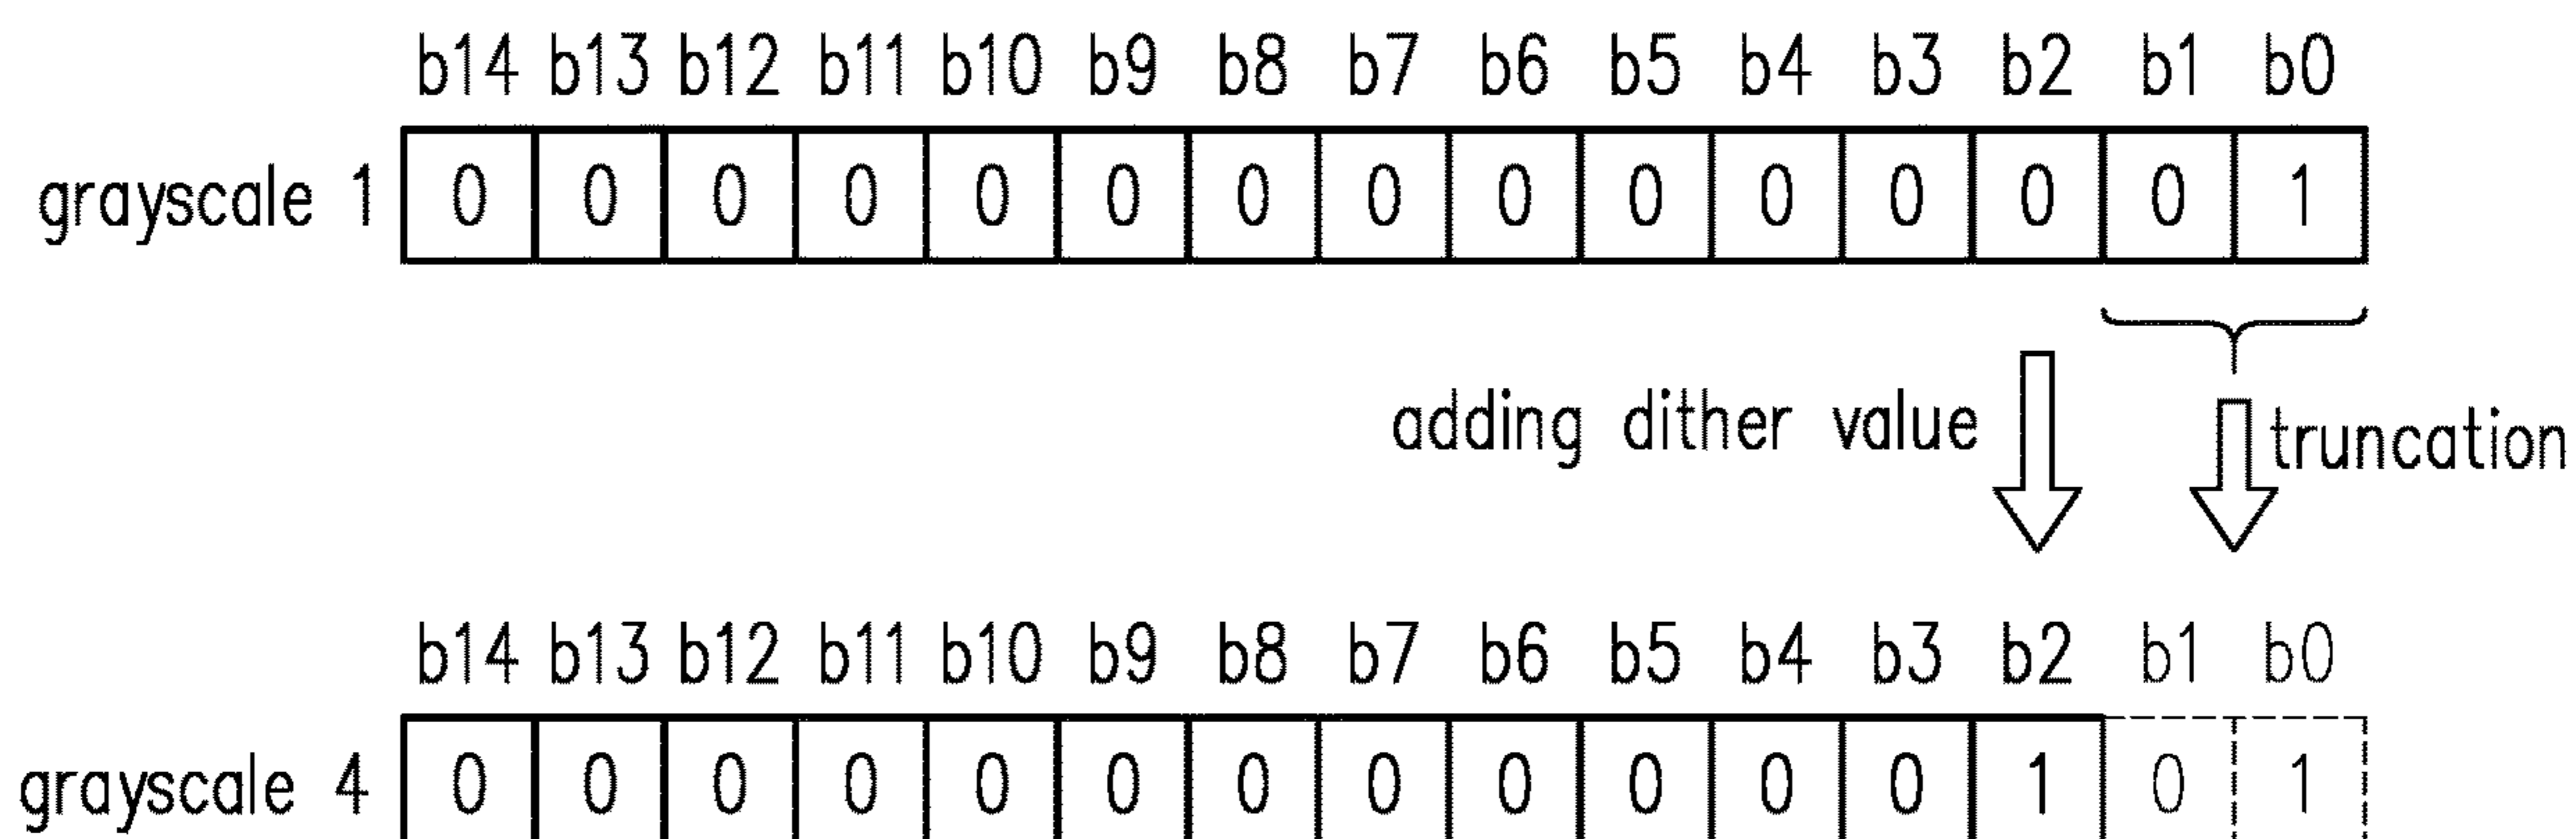 b14 b13 b12 b11 b10 b9 b8 b7 b6 b5 b4 b3 b2 b1 b0
grayscale 1 0 0 0 0 0 0 0 0 0 0 0 0 0 0 1
adding dither value truncation
b14 b13 b12 b11 b10 b9 b8 b7 b6 b5 b4 b3 b2 b1 b0
grayscale 4 0 0 0 0 0 0 0 0 0 0 0 0 1 0 1